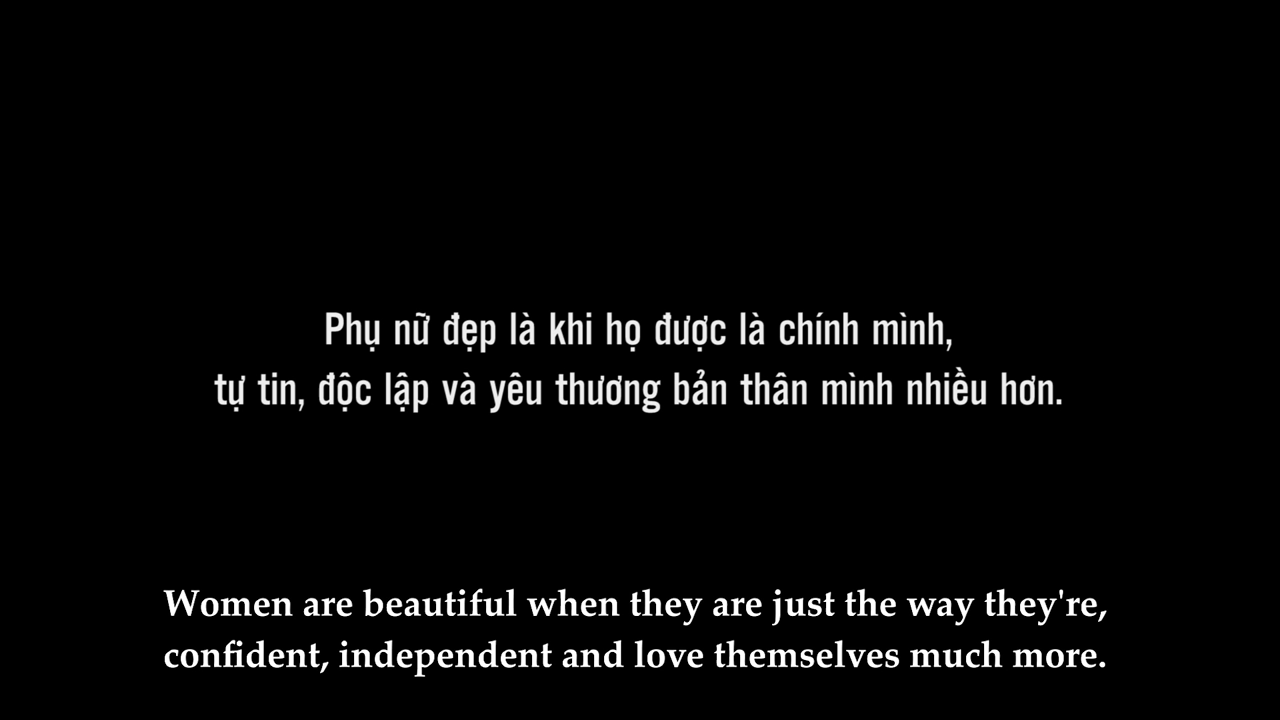 Phụ nữ đẹp là khi họ được là chính mình,
tự tin, độc lập và yêu thương bản thân mình nhiều hơn.
Women are beautiful when they are just the way they're,
confident, independent and love themselves much more.